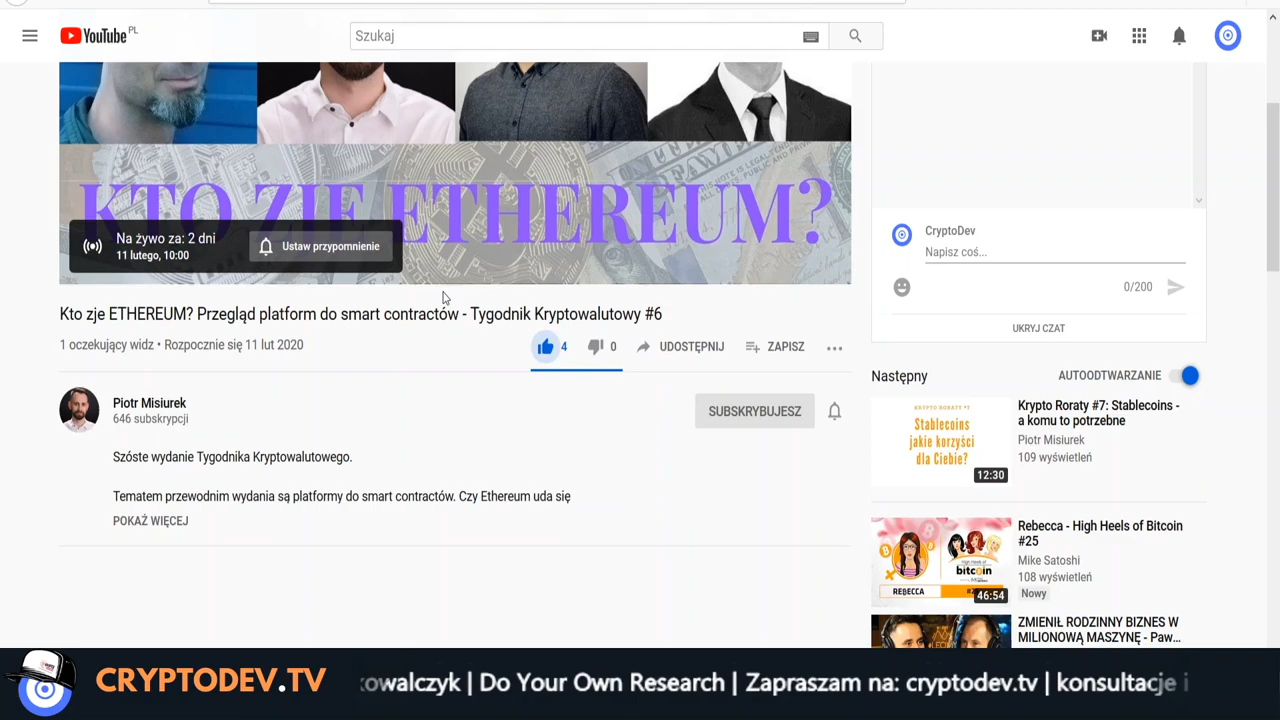 YouTube PL
Szukaj
KTO ZJE ETHEREUM?
Na żywo za: 2 dni
11 lutego, 10:00
Ustaw przypomnienie
Kto zje ETHEREUM? Przegląd platform do smart contractów - Tygodnik Kryptowalutowy #6
1 oczekujący widz • Rozpocznie się 11 lut 2020
4 0 UDOSTĘPNIJ ZAPISZ
Piotr Misiurek
646 subskrypcji
SUBSKRYBUJESZ
Szóste wydanie Tygodnika Kryptowalutowego.
Tematem przewodnim wydania są platformy do smart contractów. Czy Ethereum uda się
POKAŻ WIĘCEJ
CryptoDev
Napisz coś...
0/200
UKRYJ CZAT
Następny AUTOODTWARZANIE
KRYPTO RORATY #7
Stablecoins
jakie korzyści
dla Ciebie?
12:30
Krypto Roraty #7: Stablecoins -
a komu to potrzebne
Piotr Misiurek
109 wyświetleń
High Heels of
bitcoin
REBECCA
46:54
Rebecca - High Heels of Bitcoin
#25
Mike Satoshi
108 wyświetleń
Nowy
ZMIENIŁ RODZINNY BIZNES W
MILIONOWĄ MASZYNĘ - Paw...
CRYPTODEV.TV
kowalczyk | Do Your Own Research | Zapraszam na: cryptodev.tv | konsultacje i